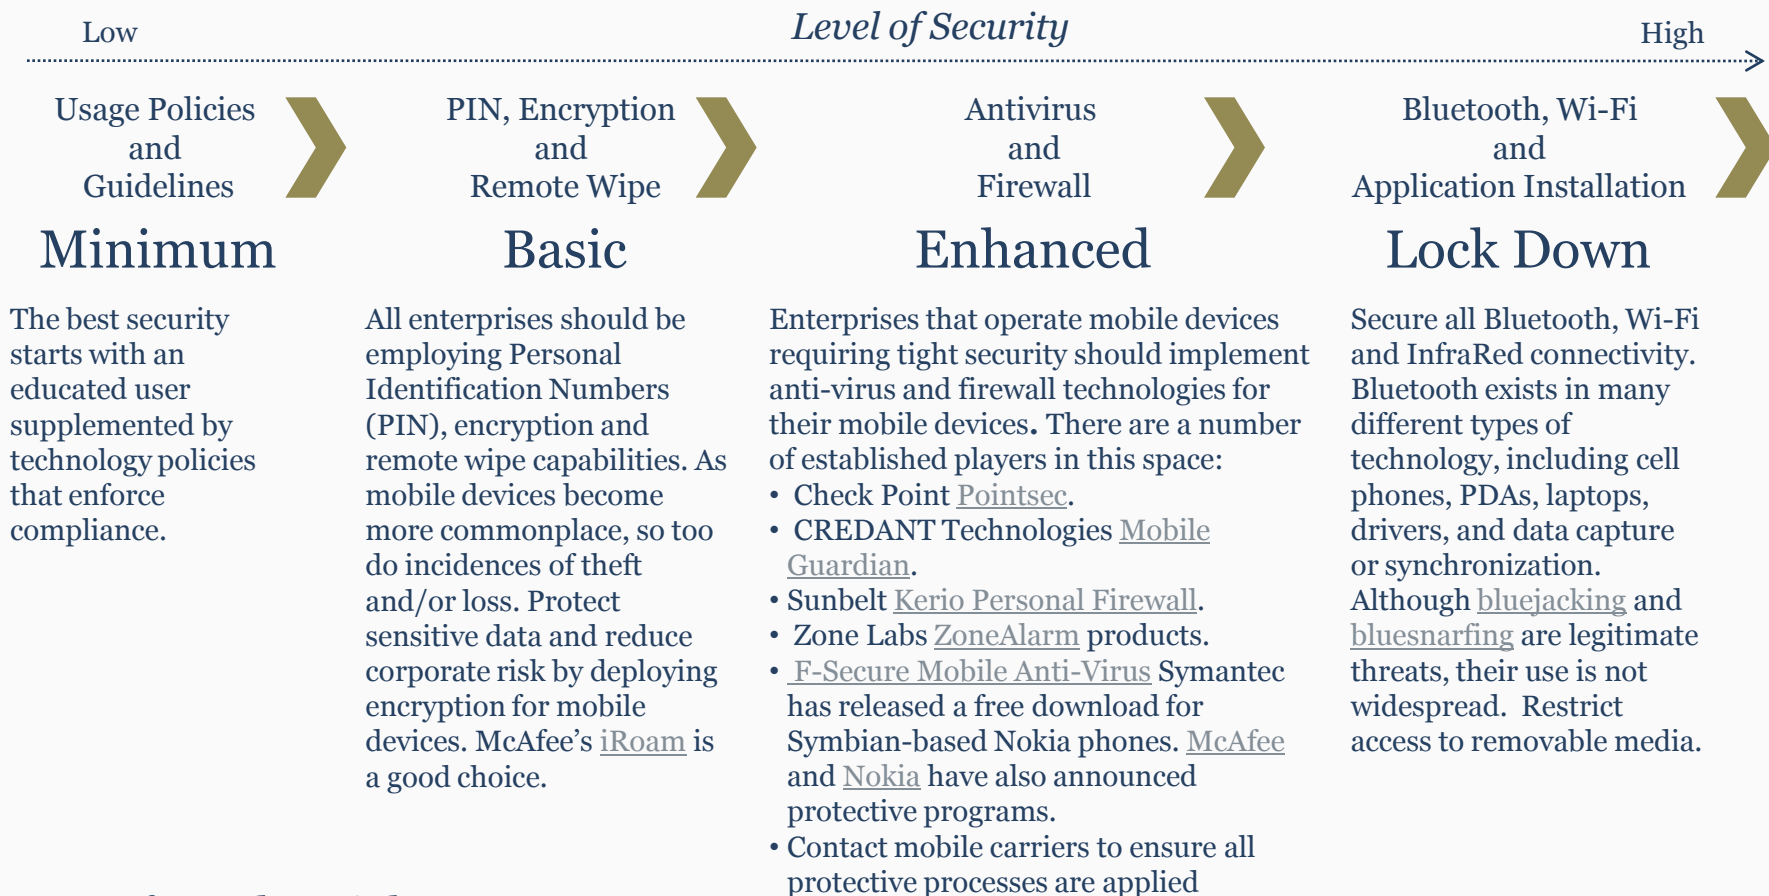 Low
Level of Security
High
Usage Policies
and
Guidelines
PIN, Encryption
and
Remote Wipe
Antivirus
and
Firewall
Bluetooth, Wi-Fi
and
Application Installation
Minimum
Basic
Enhanced
Lock Down
The best security
starts with an
educated user
supplemented by
technology policies
that enforce
compliance.
All enterprises should be
employing Personal
Identification Numbers
(PIN), encryption and
remote wipe capabilities. As
mobile devices become
more commonplace, so too
do incidences of theft
and/or loss. Protect
sensitive data and reduce
corporate risk by deploying
encryption for mobile
devices. McAfee’s iRoam is
a good choice.
Enterprises that operate mobile devices
requiring tight security should implement
anti-virus and firewall technologies for
their mobile devices. There are a number
of established players in this space:
• Check Point Pointsec.
• CREDANT Technologies Mobile
Guardian.
• Sunbelt Kerio Personal Firewall.
• Zone Labs ZoneAlarm products.
• F-Secure Mobile Anti-Virus Symantec
has released a free download for
Symbian-based Nokia phones. McAfee
and Nokia have also announced
protective programs.
• Contact mobile carriers to ensure all
protective processes are applied
Secure all Bluetooth, Wi-Fi
and InfraRed connectivity.
Bluetooth exists in many
different types of
technology, including cell
phones, PDAs, laptops,
drivers, and data capture
or synchronization.
Although bluejacking and
bluesnarfing are legitimate
threats, their use is not
widespread.  Restrict
access to removable media.